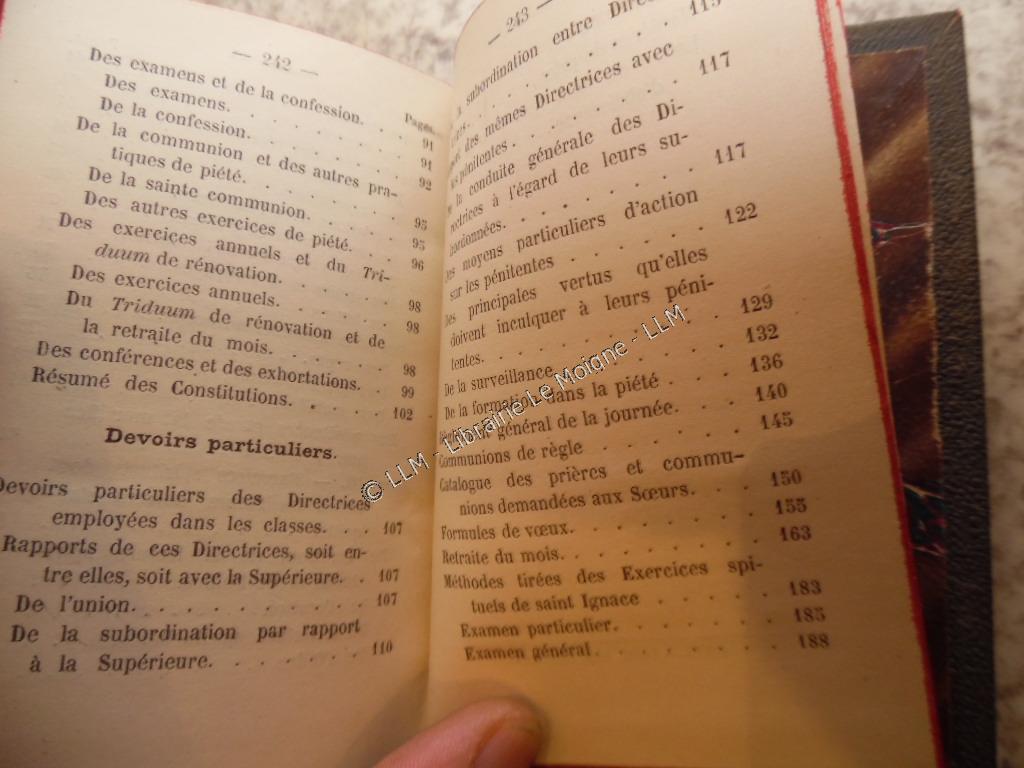 — 242 —
Pages.
Des examens et de la confession. . . 91
Des examens. . . . . . . . 91
De la confession. . . . . . . 92
De la communion et des autres pra-
tiques de piété. . . . . . . . 95
De la sainte communion. . . . . 95
Des autres exercices de piété. . . 96
Des exercices annuels et du Tri-
duum de rénovation. . . . . . 98
Des exercices annuels. . . . . . 98
Du Triduum de rénovation et de
la retraite du mois. . . . . . 98
Des conférences et des exhortations. . 99
Résumé des Constitutions. . . . . 102
Devoirs particuliers.
Devoirs particuliers des Directrices
employées dans les classes. . . 107
Rapports de ces Directrices, soit en-
tre elles, soit avec la Supérieure. . 107
De l'union. . . . . . . . . . 107
De la subordination par rapport
à la Supérieure. . . . . . . 110
— 243 —
subordination entre
115
des mêmes Directrices avec
pénitentes. . . . . . . . 117
la conduite générale des Di-
rectrices à l'égard de leurs su-
bordonnées. . . . . . . . 117
Des moyens particuliers d'action
sur les pénitentes . . . . . 122
Des principales vertus qu'elles
doivent inculquer à leurs péni-
tentes. . . . . . . . . . 129
De la surveillance. . . . . . . 132
De la formation dans la piété . . . 136
général de la journée. . . . 140
Communions de règle . . . . . 145
Catalogue des prières et commu-
nions demandées aux Sœurs. . . 150
Formules de vœux. . . . . . . 155
Retraite du mois. . . . . . . . 163
Méthodes tirées des Exercices spi-
tuels de saint Ignace . . . . . 183
Examen particulier. . . . . . 185
Examen général. . . . . . . 188
© LLM - Librairie Le Moigne - LLM